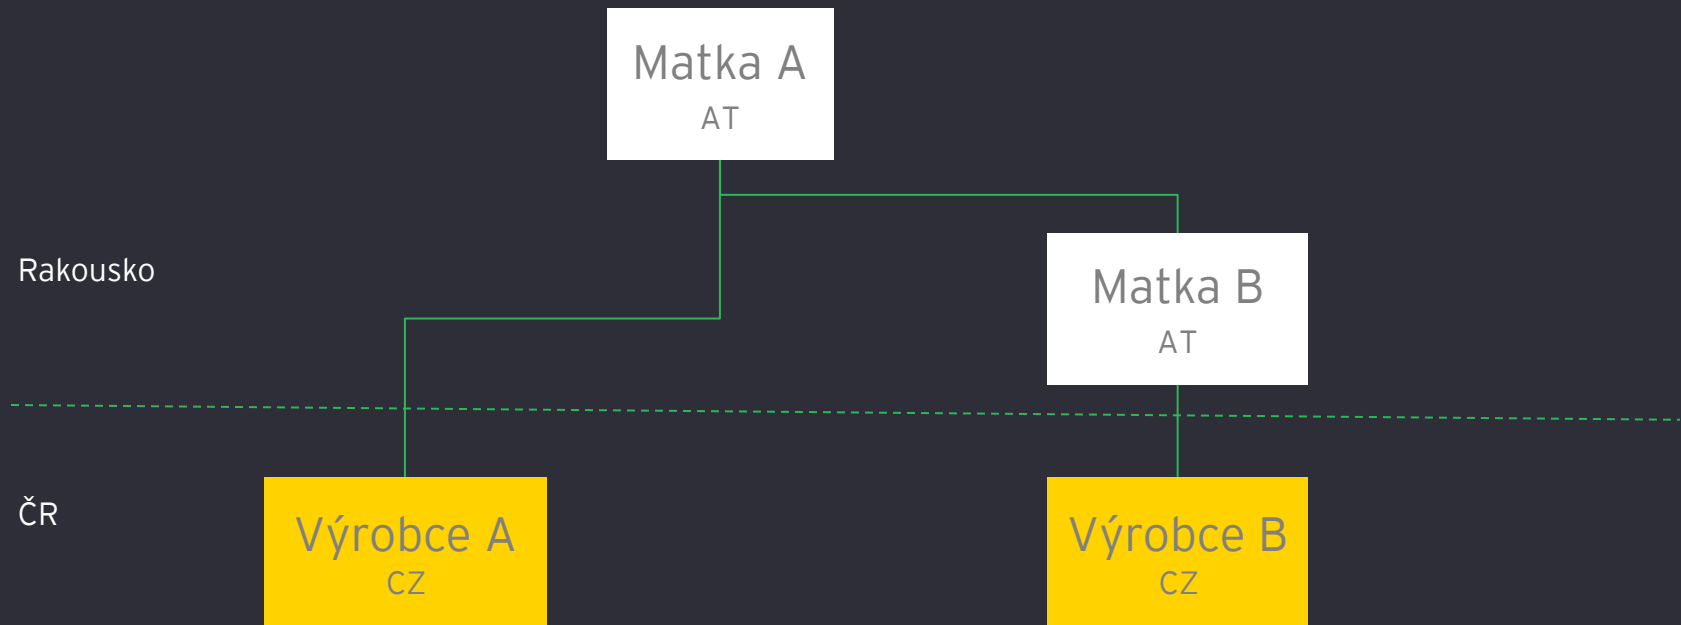 Matka A
AT
Rakousko
Matka B
AT
ČR
Výrobce A
CZ
Výrobce B
CZ